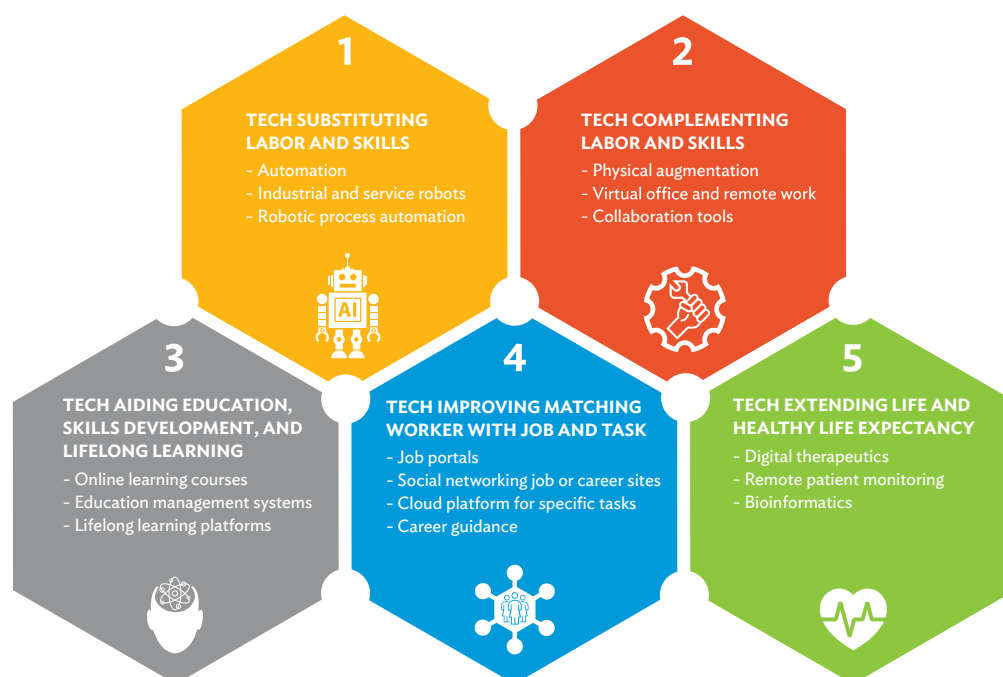 1
TECH SUBSTITUTING
LABOR AND SKILLS
- Automation
- Industrial and service robots
- Robotic process automation
AI
2
TECH COMPLEMENTING
LABOR AND SKILLS
- Physical augmentation
- Virtual office and remote work
- Collaboration tools
3
TECH AIDING EDUCATION,
SKILLS DEVELOPMENT, AND
LIFELONG LEARNING
- Online learning courses
- Education management systems
- Lifelong learning platforms
4
TECH IMPROVING MATCHING
WORKER WITH JOB AND TASK
- Job portals
- Social networking job or career sites
- Cloud platform for specific tasks
- Career guidance
5
TECH EXTENDING LIFE AND
HEALTHY LIFE EXPECTANCY
- Digital therapeutics
- Remote patient monitoring
- Bioinformatics